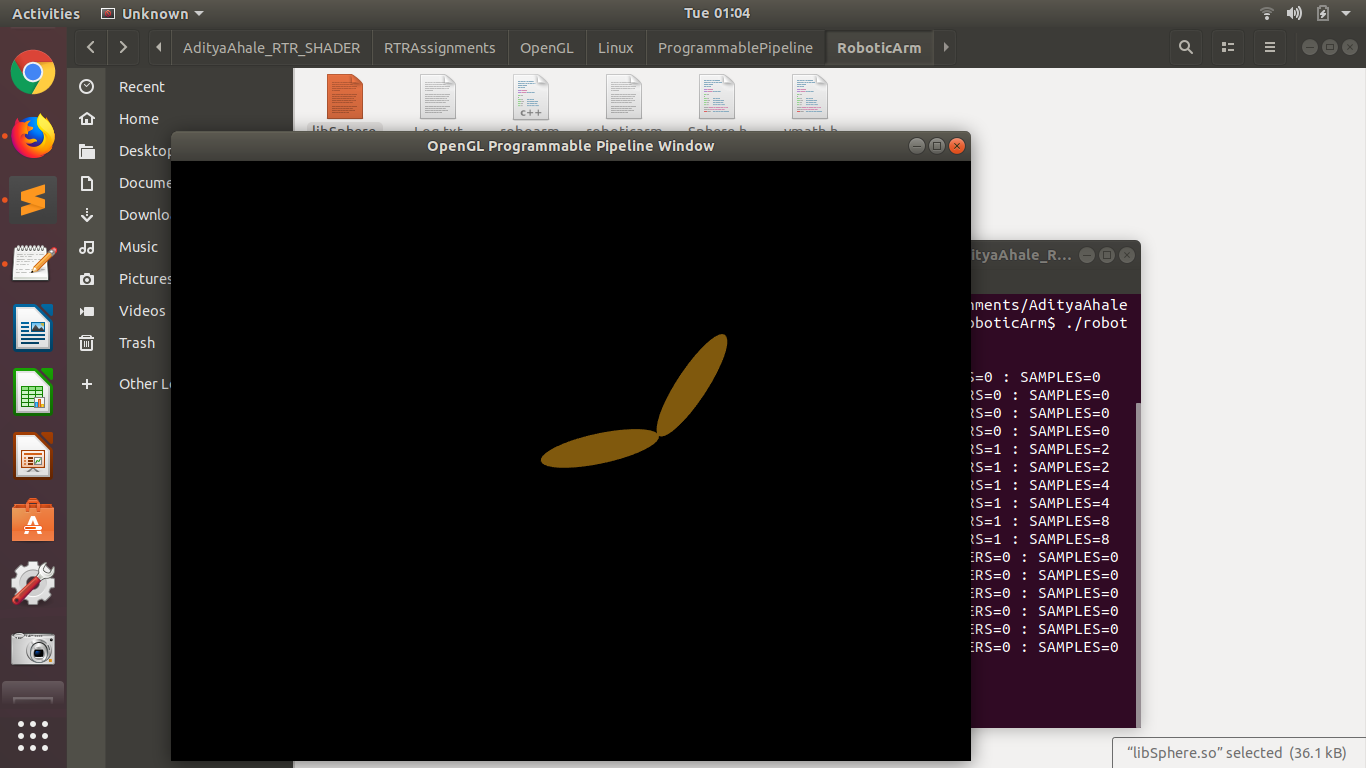 Activities Unknown Tue 01:04
AdityaAhale_RTR_SHADER RTRAssignments OpenGL Linux ProgrammablePipeline RoboticArm
Recent
Home
Desktop
Docume
Downlo
Music
Pictures
Videos
Trash
Other Lo
libSphere. Log.txt roboarm. roboticarm Sphere.h vmath.h
C++
OpenGL Programmable Pipeline Window
ityaAhale_R...
ments/AdityaAhale
oboticArm$ ./robot
S=0 : SAMPLES=0
RS=0 : SAMPLES=0
RS=0 : SAMPLES=0
RS=0 : SAMPLES=0
RS=1 : SAMPLES=2
RS=1 : SAMPLES=2
RS=1 : SAMPLES=4
RS=1 : SAMPLES=4
RS=1 : SAMPLES=8
RS=1 : SAMPLES=8
ERS=0 : SAMPLES=0
ERS=0 : SAMPLES=0
ERS=0 : SAMPLES=0
ERS=0 : SAMPLES=0
ERS=0 : SAMPLES=0
ERS=0 : SAMPLES=0
“libSphere.so” selected (36.1 kB)